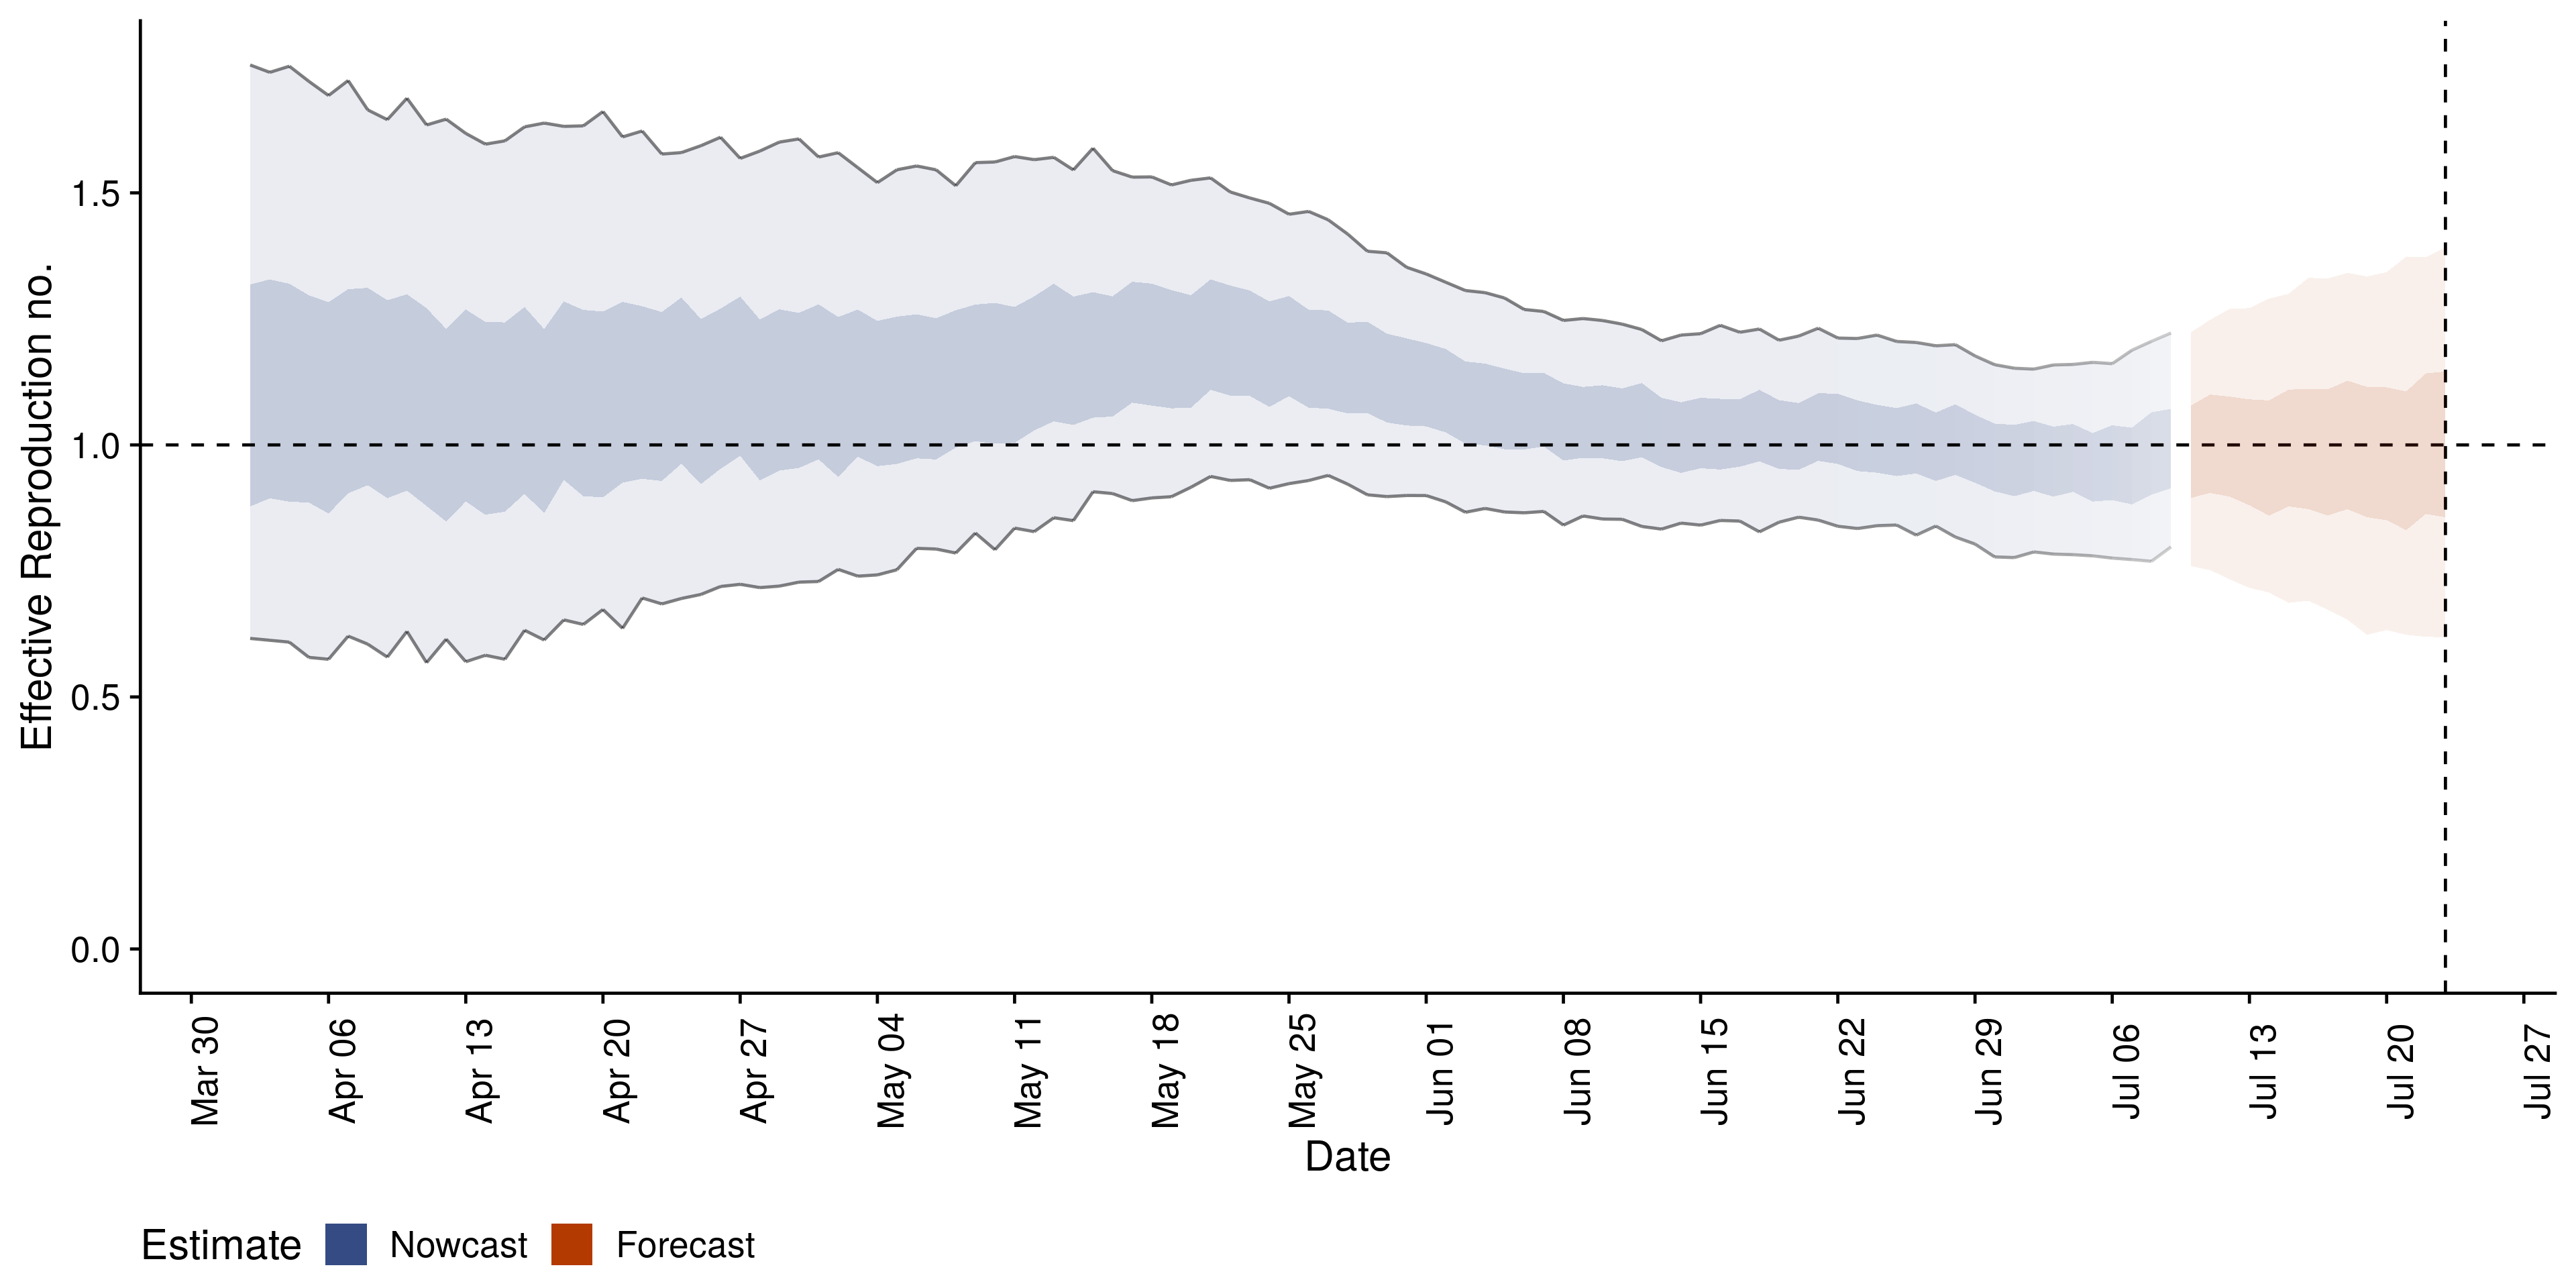 Effective Reproduction no.
1.5
1.0
0.5
0.0
Mar 30
Apr 06
Apr 13
Apr 20
Apr 27
May 04
May 11
May 18
May 25
Jun 01
Jun 08
Jun 15
Jun 22
Jun 29
Jul 06
Jul 13
Jul 20
Jul 27
Date
Estimate Nowcast Forecast